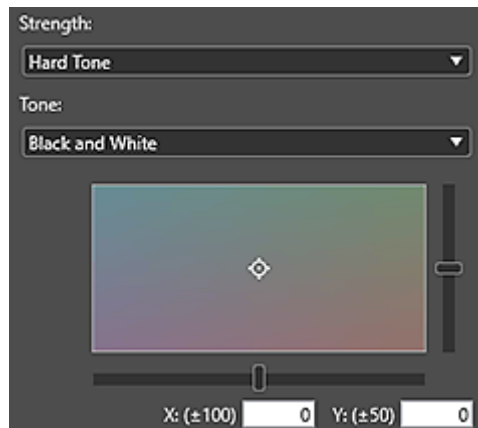 Strength:
Hard Tone
Tone:
Black and White
X: (±100) 0 Y: (±50) 0